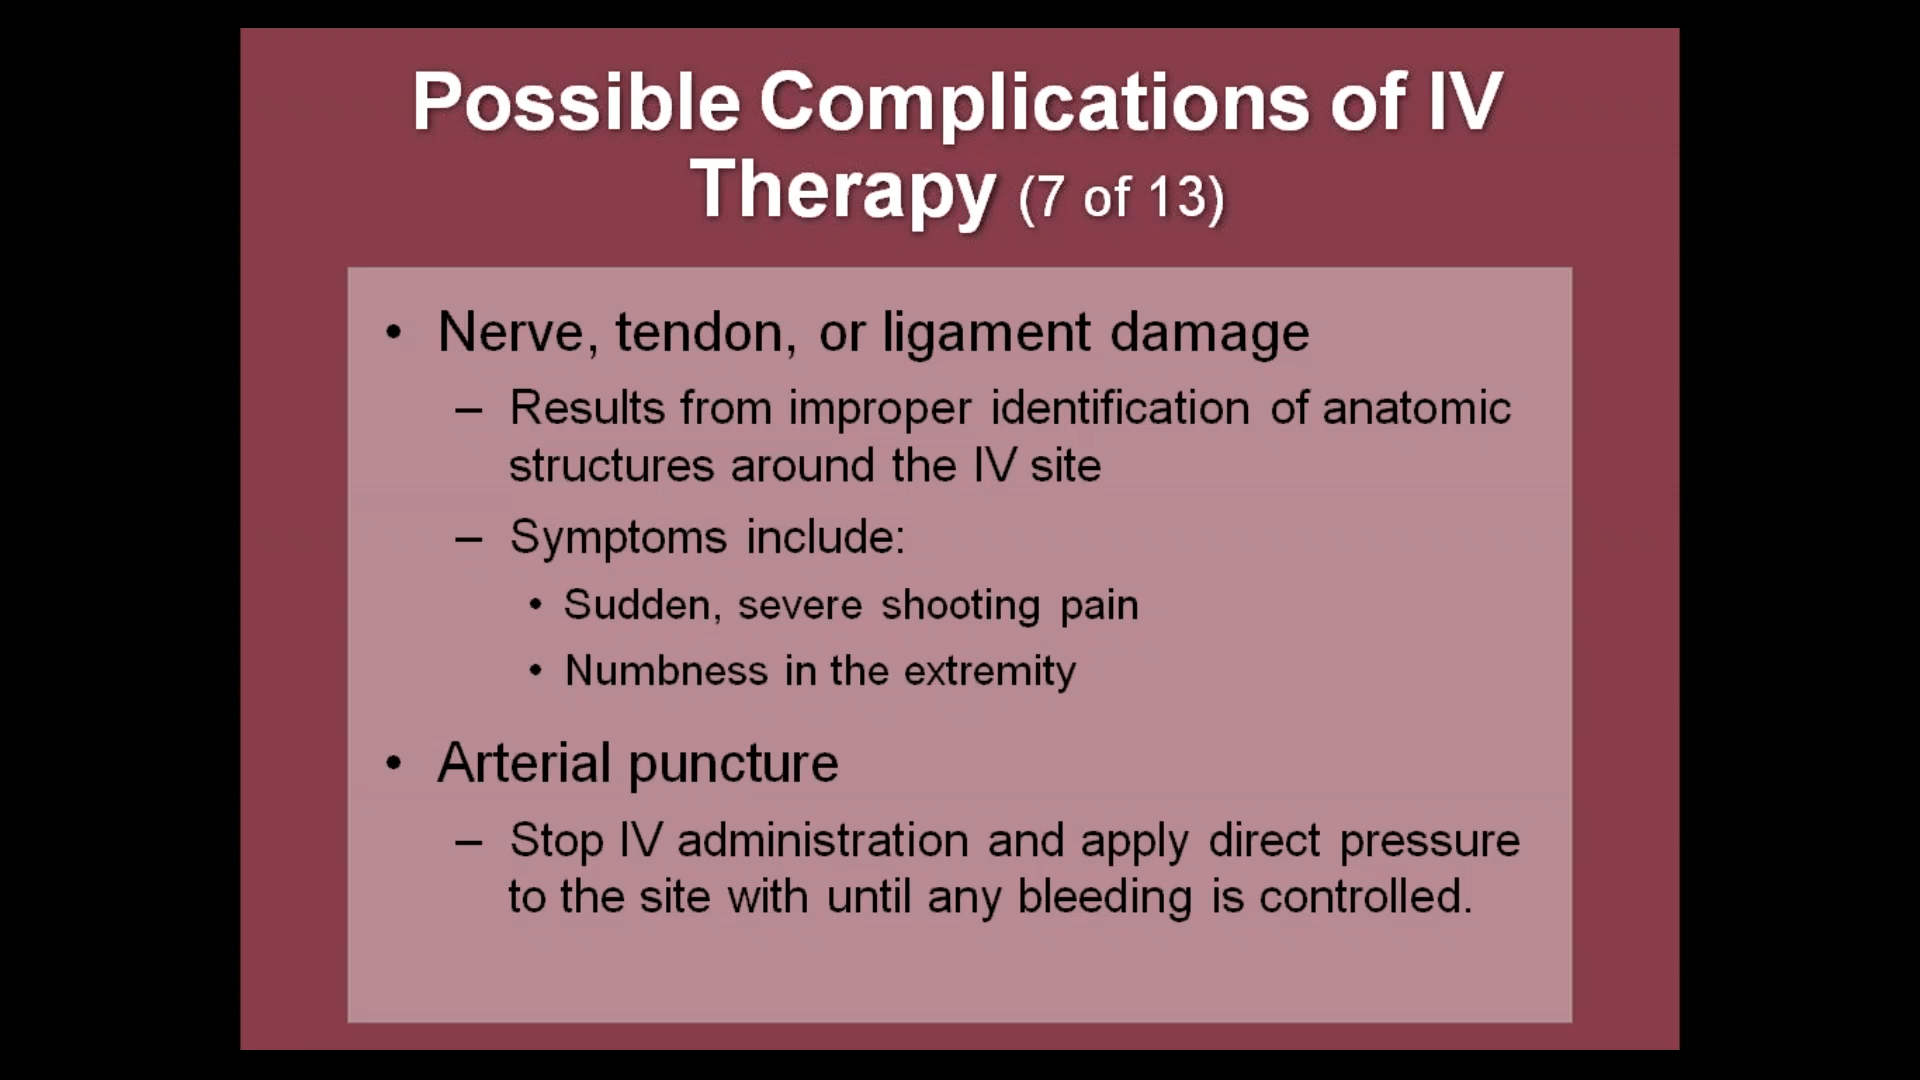 Possible Complications of IV
Therapy (7 of 13)
• Nerve, tendon, or ligament damage
– Results from improper identification of anatomic
structures around the IV site
– Symptoms include:
• Sudden, severe shooting pain
• Numbness in the extremity
• Arterial puncture
– Stop IV administration and apply direct pressure
to the site with until any bleeding is controlled.